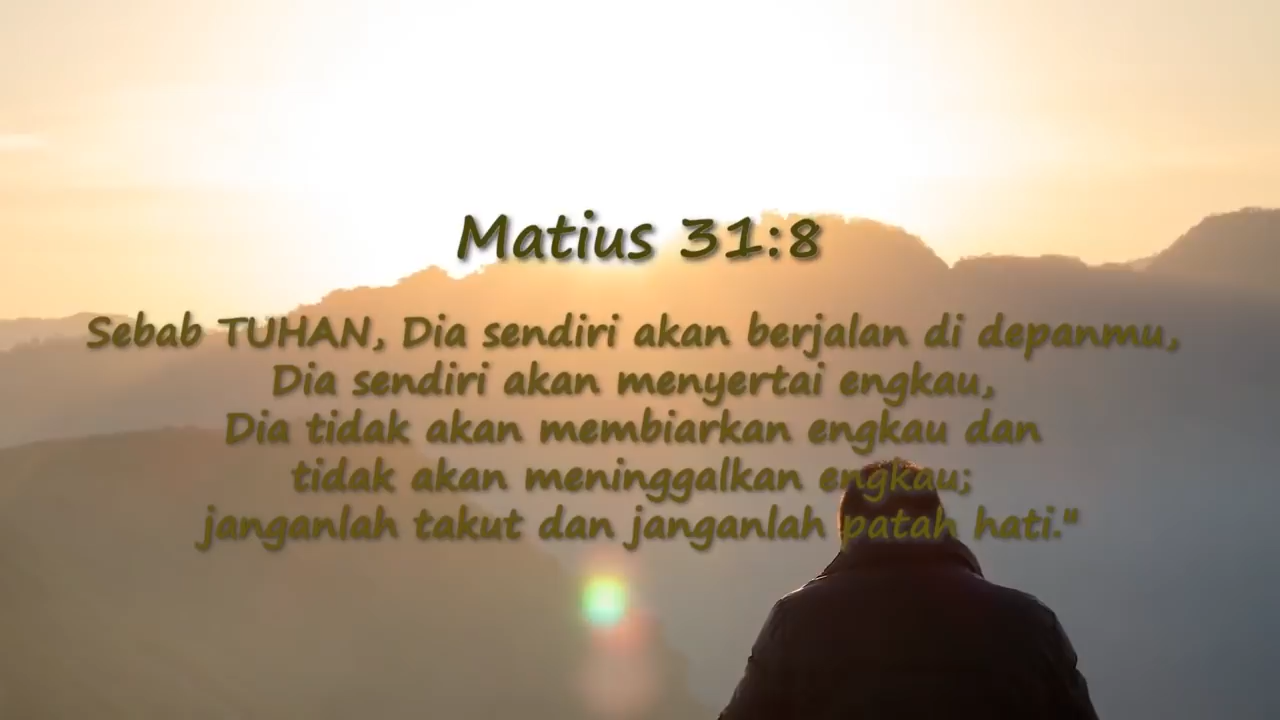 Matius 31:8
Sebab TUHAN, Dia sendiri akan berjalan di depanmu,
Dia sendiri akan menyertai engkau,
Dia tidak akan membiarkan engkau dan
tidak akan meninggalkan engkau;
janganlah takut dan janganlah patah hati."